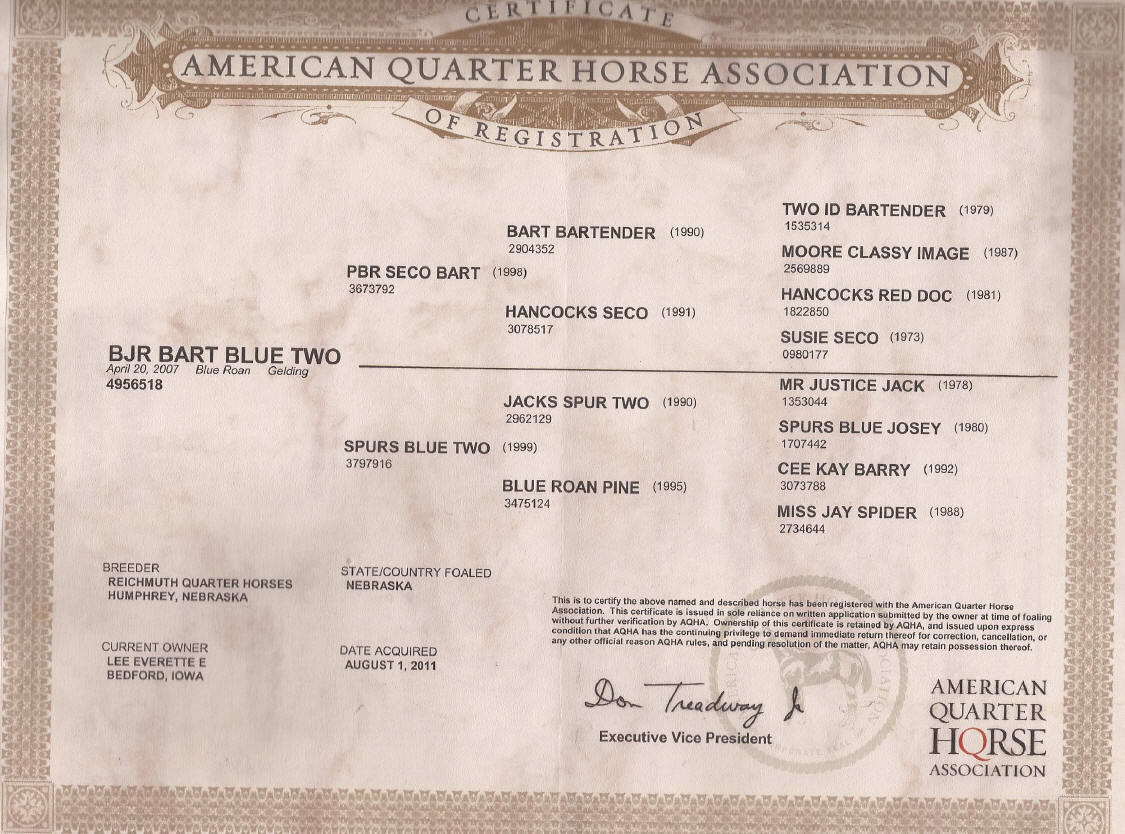 CERTIFICATE
AMERICAN QUARTER HORSE ASSOCIATION
OF REGISTRATION
TWO ID BARTENDER (1979)
1535314
BART BARTENDER (1990)
2904352
MOORE CLASSY IMAGE (1987)
2569889
PBR SECO BART (1998)
3673792
HANCOCKS RED DOC (1981)
1822850
HANCOCKS SECO (1991)
3078517
SUSIE SECO (1973)
0980177
BJR BART BLUE TWO
April 20, 2007 Blue Roan Gelding
4956518
MR JUSTICE JACK (1978)
1353044
JACKS SPUR TWO (1990)
2962129
SPURS BLUE JOSEY (1980)
1707442
SPURS BLUE TWO (1999)
3797916
CEE KAY BARRY (1992)
3073788
BLUE ROAN PINE (1995)
3475124
MISS JAY SPIDER (1988)
2734644
BREEDER
REICHMUTH QUARTER HORSES
HUMPHREY, NEBRASKA
STATE/COUNTRY FOALED
NEBRASKA
CURRENT OWNER
LEE EVERETTE E
BEDFORD, IOWA
DATE ACQUIRED
AUGUST 1, 2011
This is to certify the above named and described horse has been registered with the American Quarter Horse
Association. This certificate is issued in sole reliance on written application submitted by the owner at time of foaling
without further verification by AQHA. Ownership of this certificate is retained by AQHA, and issued upon express
condition that AQHA has the continuing privilege to demand immediate return thereof for correction, cancellation, or
any other official reason AQHA rules, and pending resolution of the matter, AQHA may retain possession thereof.
Don Treadway Jr
Executive Vice President
AMERICAN
QUARTER
HORSE
ASSOCIATION